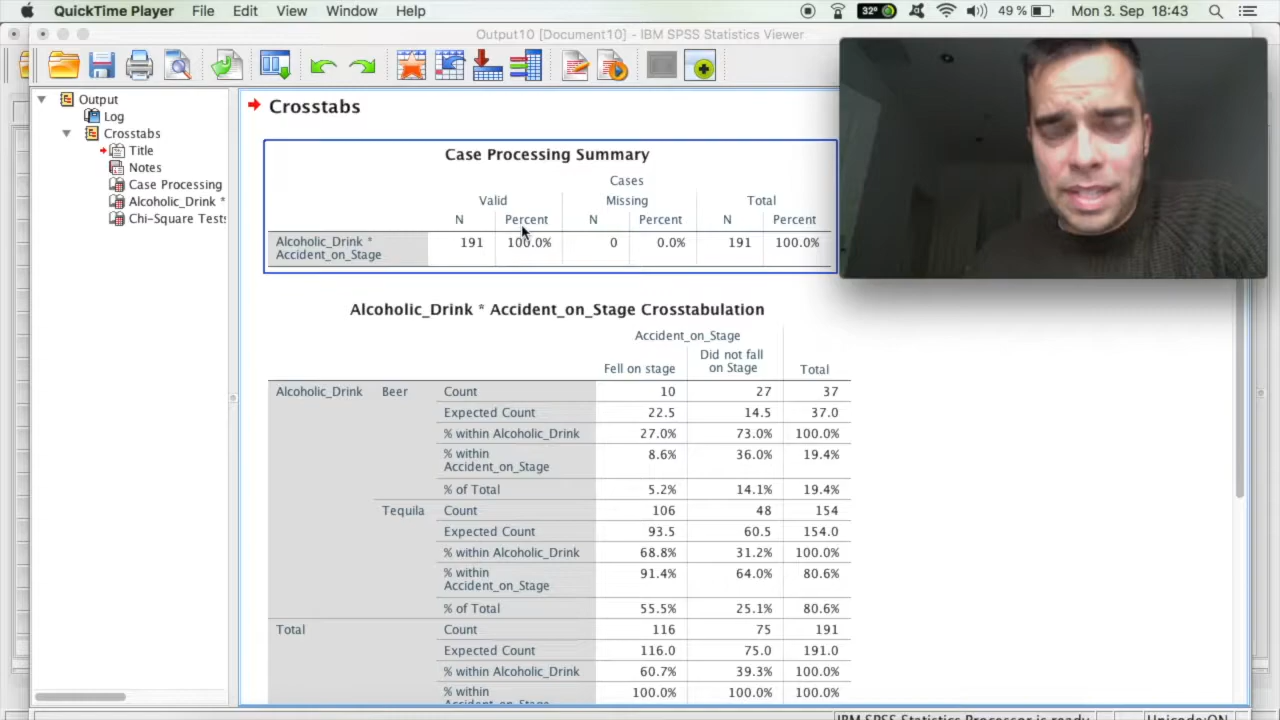 QuickTime Player File Edit View Window Help 32° 49 % Mon 3. Sep 18:43
Output10 [Document10] - IBM SPSS Statistics Viewer
Output
Log
Crosstabs
Title
Notes
Case Processing
Alcoholic_Drink *
Chi-Square Tests
Crosstabs
Case Processing Summary
Cases
Valid Missing Total
N Percent N Percent N Percent
Alcoholic_Drink * 191 100.0% 0 0.0% 191 100.0%
Accident_on_Stage
Alcoholic_Drink * Accident_on_Stage Crosstabulation
Accident_on_Stage
Did not fall
Fell on stage on Stage Total
Alcoholic_Drink Beer Count 10 27 37
Expected Count 22.5 14.5 37.0
% within Alcoholic_Drink 27.0% 73.0% 100.0%
% within 8.6% 36.0% 19.4%
Accident_on_Stage
% of Total 5.2% 14.1% 19.4%
Tequila Count 106 48 154
Expected Count 93.5 60.5 154.0
% within Alcoholic_Drink 68.8% 31.2% 100.0%
% within 91.4% 64.0% 80.6%
Accident_on_Stage
% of Total 55.5% 25.1% 80.6%
Total Count 116 75 191
Expected Count 116.0 75.0 191.0
% within Alcoholic_Drink 60.7% 39.3% 100.0%
% within 100.0% 100.0% 100.0%
IBM SPSS Statistics Processor is ready Unicode:ON